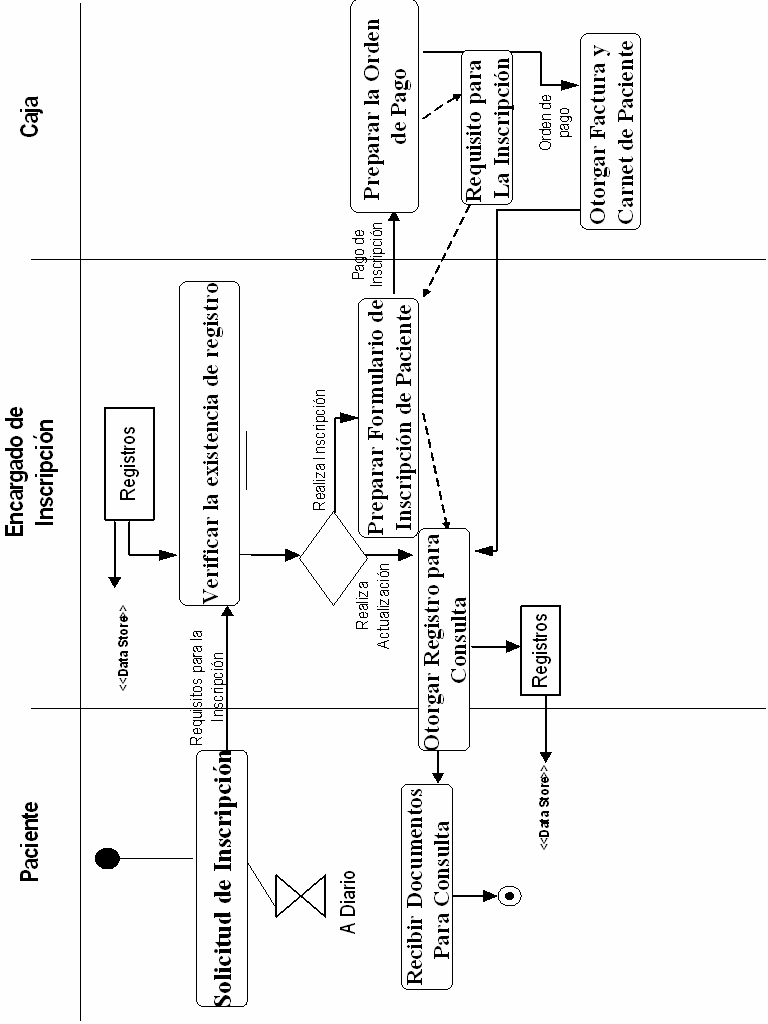 Paciente
Encargado de
Inscripción
Caja
Registros
<<Data Store>>
Solicitud de Inscripción
Requisitos para la
Inscripción
Verificar la existencia de registro
A Diario
Realiza Inscripción
Realiza
Actualización
Preparar Formulario de
Inscripción de Paciente
Pago de
Inscripción
Preparar la Orden
de Pago
Requisito para
La Inscripción
Orden de
pago
Otorgar Factura y
Carnet de Paciente
Otorgar Registro para
Consulta
Registros
<<Data Store>>
Recibir Documentos
Para Consulta